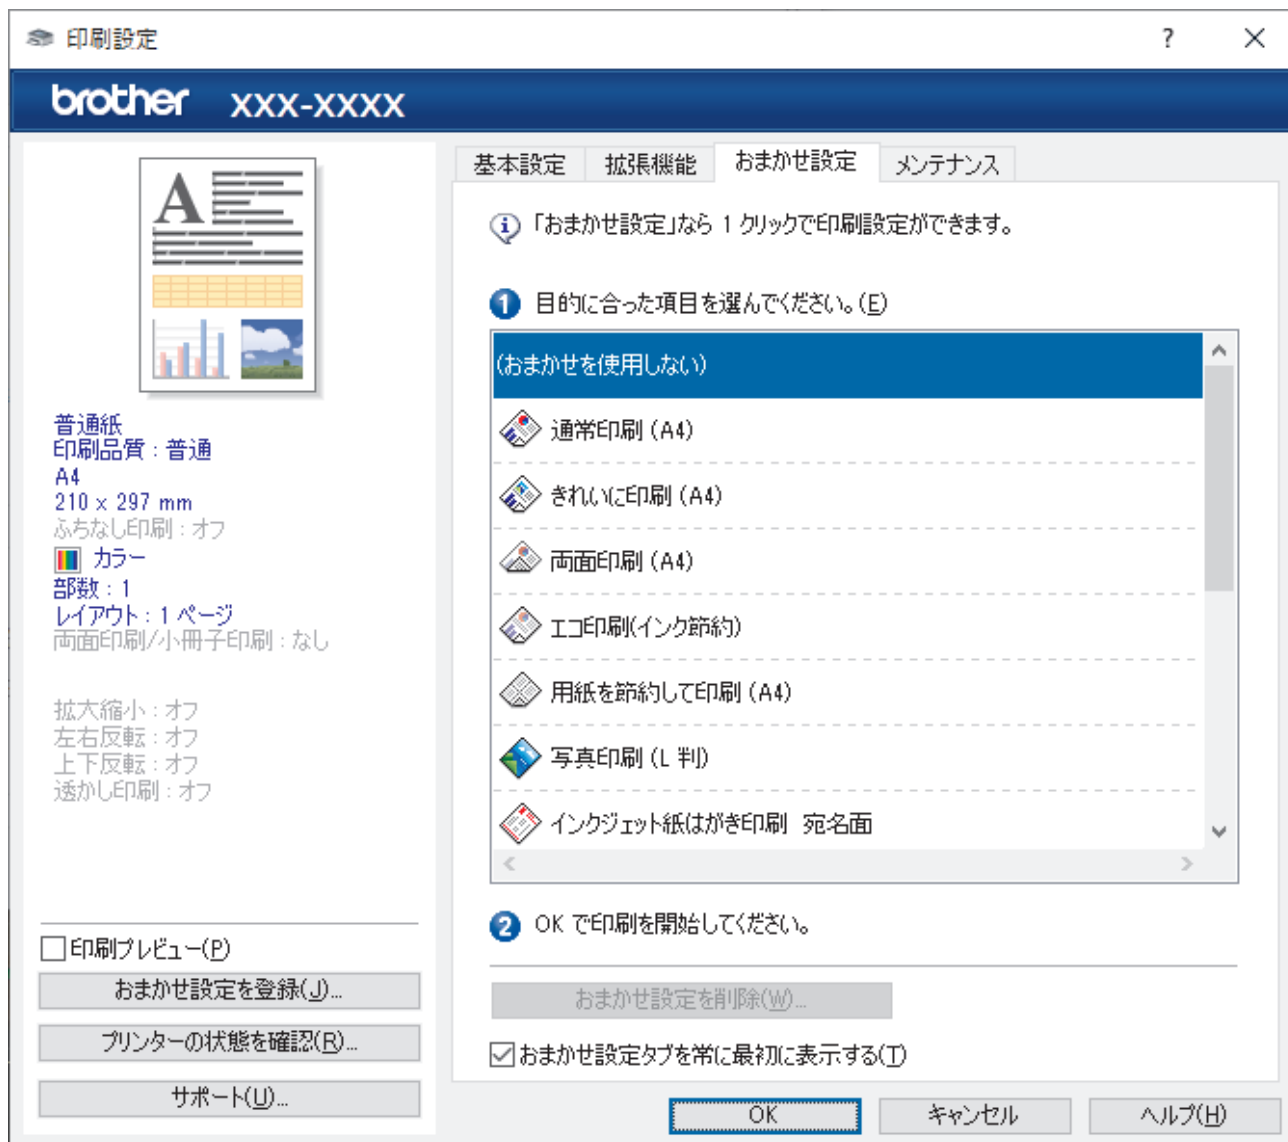 印刷設定
?
brother XXX-XXXX
A
普通紙
印刷品質 : 普通
A4
210 x 297 mm
ふちなし印刷 : オフ
カラー
部数 : 1
レイアウト : 1 ページ
両面印刷/小冊子印刷 : なし
拡大縮小 : オフ
左右反転 : オフ
上下反転 : オフ
透かし印刷 : オフ
印刷プレビュー(P)
おまかせ設定を登録(J)...
プリンターの状態を確認(R)...
サポート(U)...
基本設定 拡張機能 おまかせ設定 メンテナンス
「おまかせ設定」なら 1 クリックで印刷設定ができます。
1 目的に合った項目を選んでください。(E)
(おまかせを使用しない)
通常印刷 (A4)
きれいに印刷 (A4)
両面印刷 (A4)
エコ印刷(インク節約)
用紙を節約して印刷 (A4)
写真印刷 (L 判)
インクジェット紙はがき印刷 宛名面
2 OK で印刷を開始してください。
おまかせ設定を削除(W)...
おまかせ設定タブを常に最初に表示する(T)
OK キャンセル ヘルプ(H)